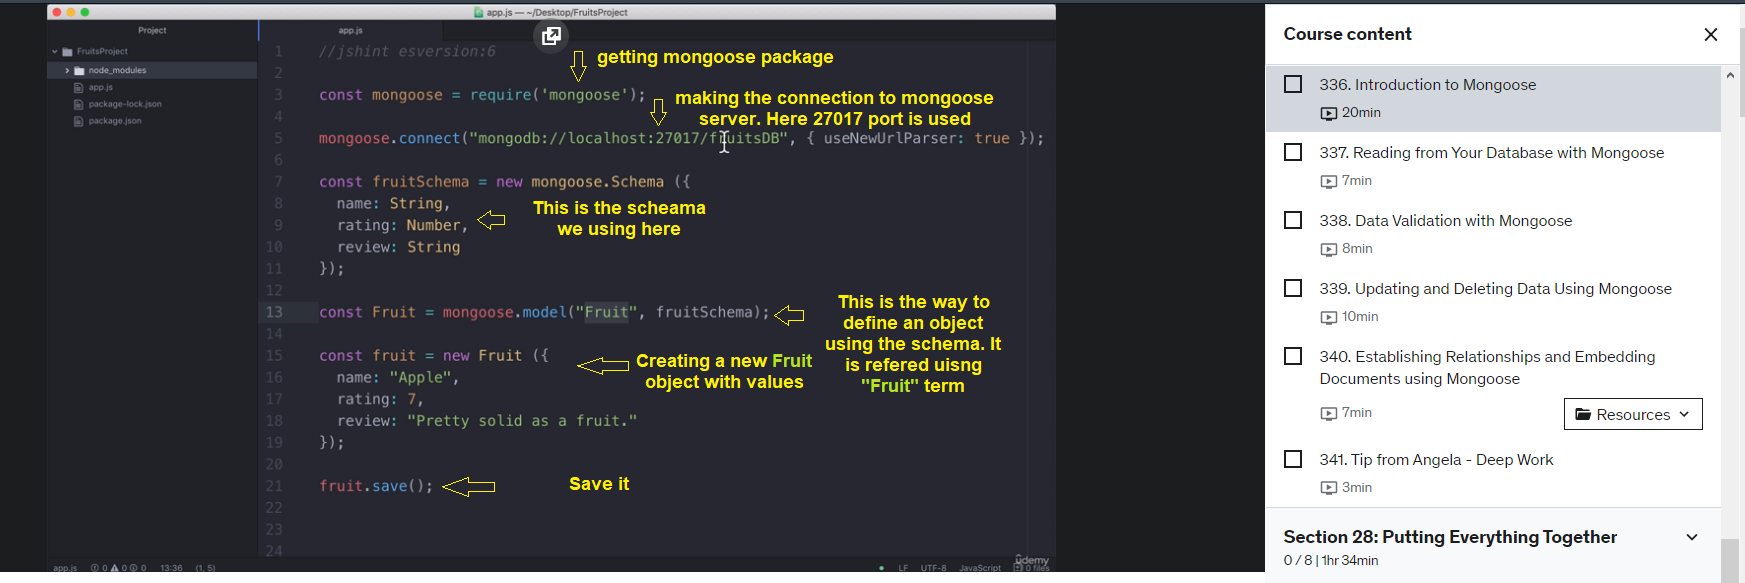 app.js — ~/Desktop/FruitsProject
Project
app.js
FruitsProject
node_modules
app.js
package-lock.json
package.json
1 //jshint esversion:6
2
3 const mongoose = require('mongoose');
4
5 mongoose.connect("mongodb://localhost:27017/fruitsDB", { useNewUrlParser: true });
6
7 const fruitSchema = new mongoose.Schema ({
8 name: String,
9 rating: Number,
10 review: String
11 });
12
13 const Fruit = mongoose.model("Fruit", fruitSchema);
14
15 const fruit = new Fruit ({
16 name: "Apple",
17 rating: 7,
18 review: "Pretty solid as a fruit."
19 });
20
21 fruit.save();
22
23
24
getting mongoose package
making the connection to mongoose
server. Here 27017 port is used
This is the scheama
we using here
This is the way to
define an object
using the schema. It
is refered uisng
"Fruit" term
Creating a new Fruit
object with values
Save it
app.js 0 0 0 13:36 (1, 5)
LF UTF-8 JavaScript 0 files
ûdemy
Course content
336. Introduction to Mongoose
20min
337. Reading from Your Database with Mongoose
7min
338. Data Validation with Mongoose
8min
339. Updating and Deleting Data Using Mongoose
10min
340. Establishing Relationships and Embedding
Documents using Mongoose
7min
Resources
341. Tip from Angela - Deep Work
3min
Section 28: Putting Everything Together
0 / 8 | 1hr 34min